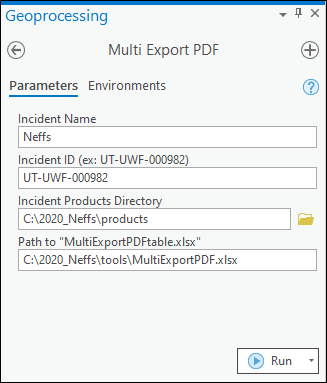 Geoprocessing
Multi Export PDF
Parameters Environments
Incident Name
Neffs
Incident ID (ex: UT-UWF-000982)
UT-UWF-000982
Incident Products Directory
C:\2020_Neffs\products
Path to "MultiExportPDFtable.xlsx"
C:\2020_Neffs\tools\MultiExportPDF.xlsx
Run